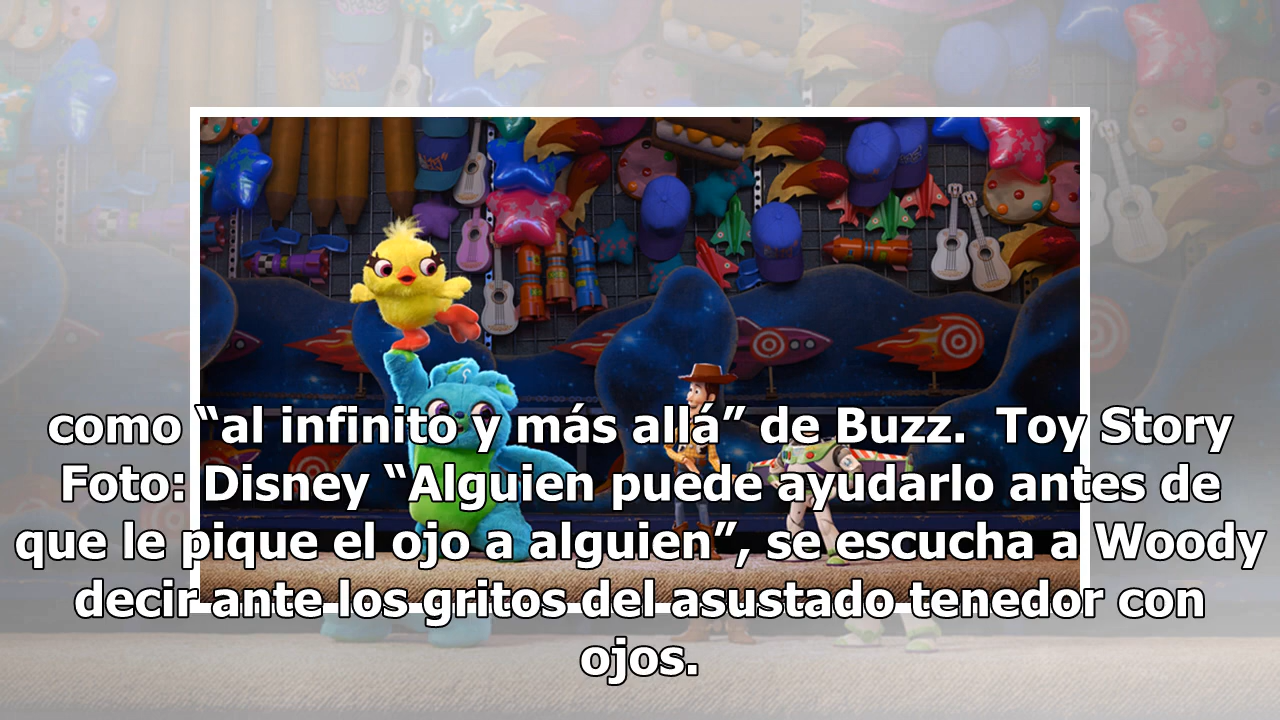 como “al infinito y más allá” de Buzz.  Toy Story
Foto: Disney “Alguien puede ayudarlo antes de
que le pique el ojo a alguien”, se escucha a Woody
decir ante los gritos del asustado tenedor con
ojos.